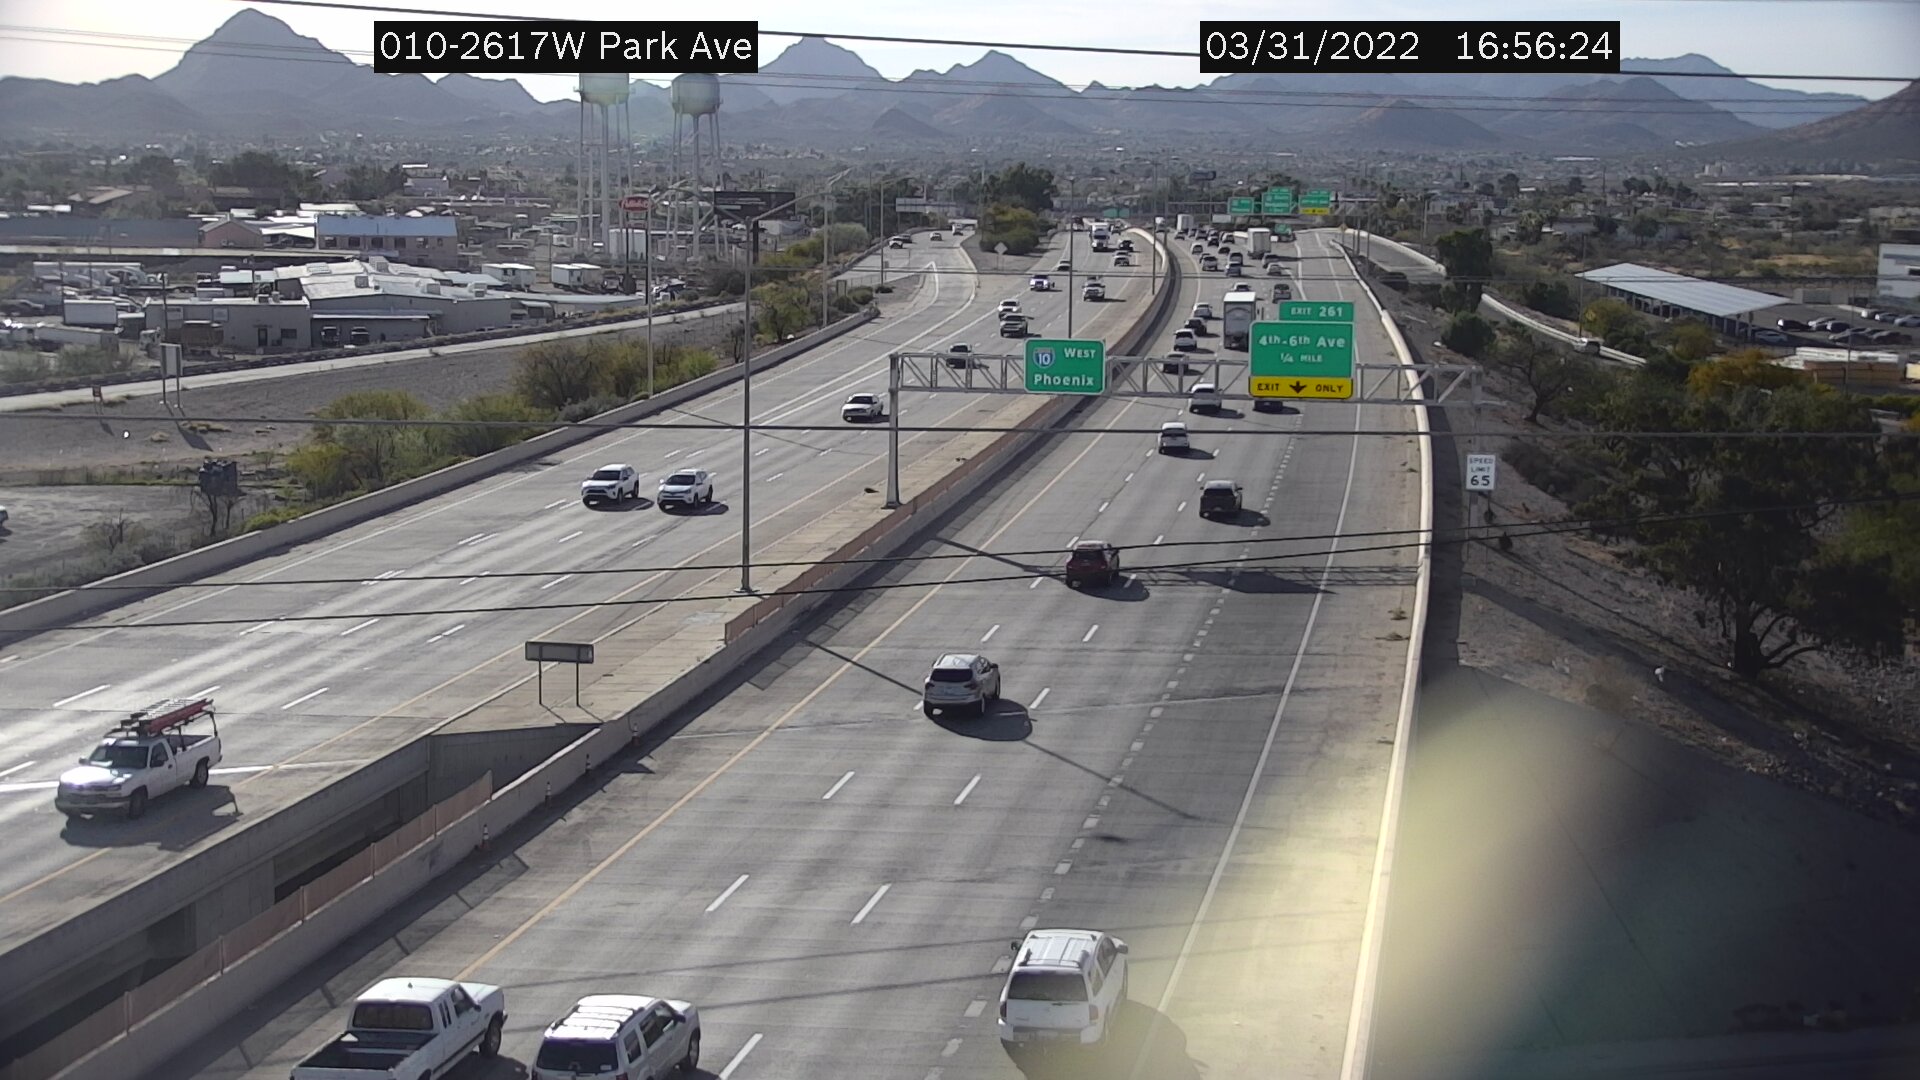 010-2617W Park Ave
03/31/2022 16:56:24
EXIT 261
10 WEST
Phoenix
4th-6th Ave
1/4 MILE
EXIT ONLY
SPEED
LIMIT
65